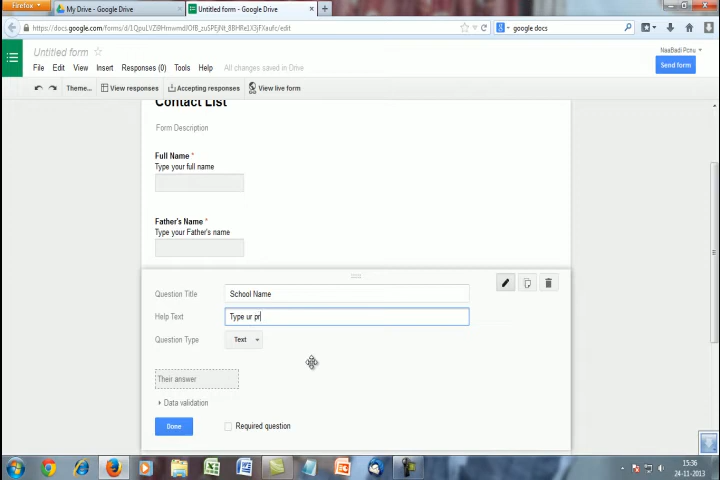 Firefox
My Drive - Google Drive
Untitled form - Google Drive
google docs
Untitled form
NaaBadi Pcnu
File Edit View Insert Responses (0) Tools Help All changes saved in Drive
Send form
Theme... View responses Accepting responses View live form
Contact List
Form Description
Full Name *
Type your full name
Father's Name *
Type your Father's name
Question Title School Name
Help Text Type ur pr
Question Type Text
Their answer
Data validation
Done Required question
15:36
24-11-2013